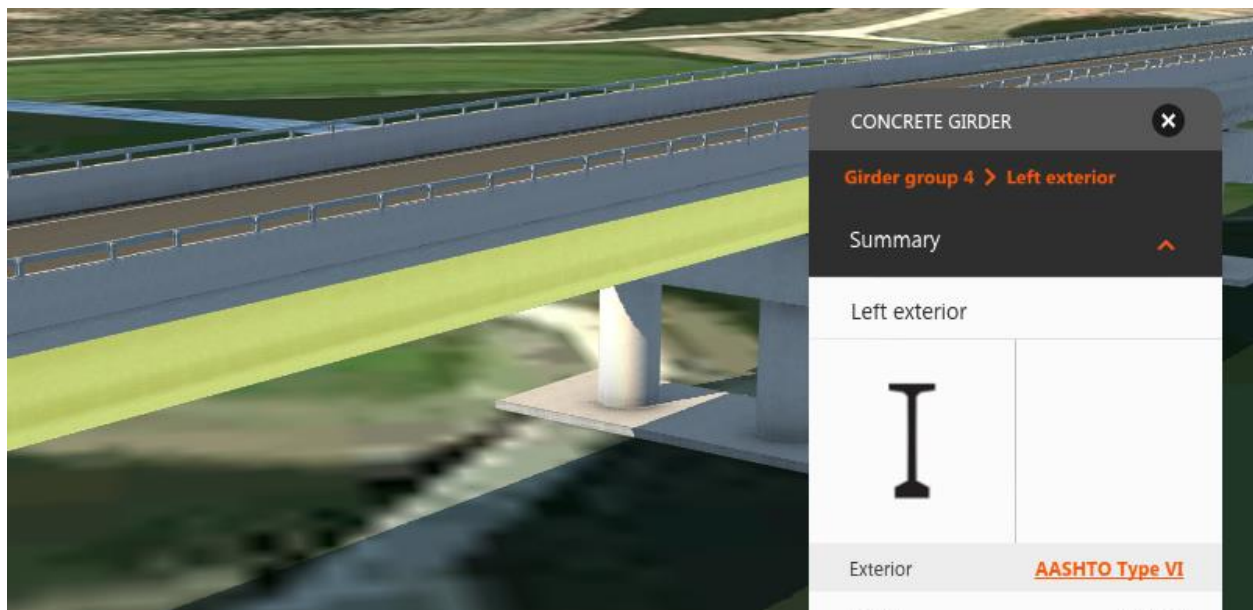 CONCRETE GIRDER
Girder group 4 > Left exterior
Summary
Left exterior
Exterior AASHTO Type VI